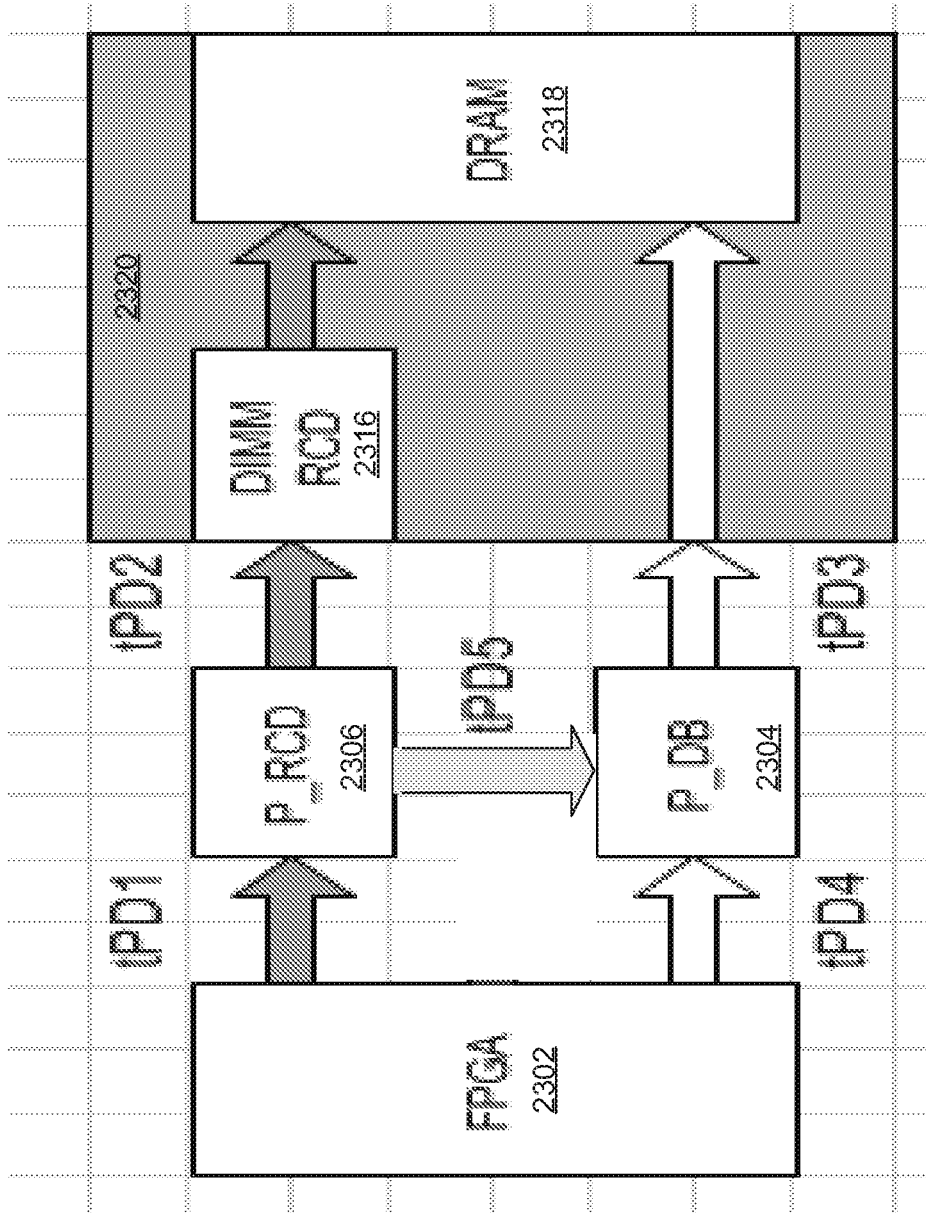 tPD1
tPD2
2320
FPGA
2302
P_RCD
2306
DIMM
RCD
2316
DRAM
2318
tPD5
P_DB
2304
tPD4
tPD3